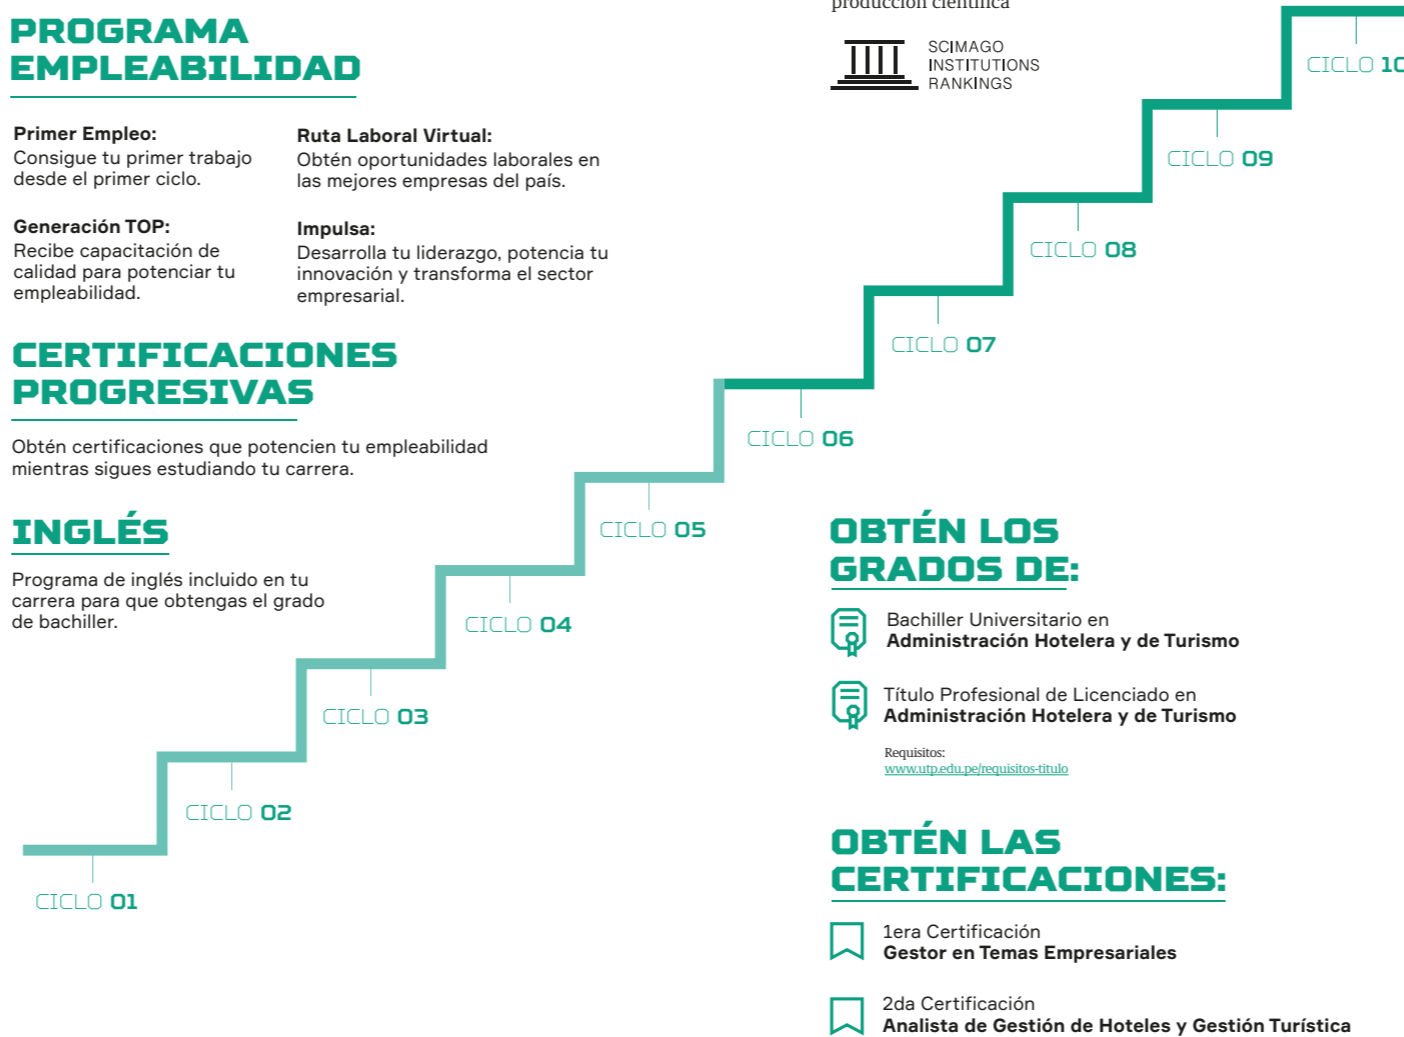 PROGRAMA
EMPLEABILIDAD
Primer Empleo:
Consigue tu primer trabajo
desde el primer ciclo.
Ruta Laboral Virtual:
Obtén oportunidades laborales en
las mejores empresas del país.
Generación TOP:
Recibe capacitación de
calidad para potenciar tu
empleabilidad.
Impulsa:
Desarrolla tu liderazgo, potencia tu
innovación y transforma el sector
empresarial.
CERTIFICACIONES
PROGRESIVAS
Obtén certificaciones que potencien tu empleabilidad
mientras sigues estudiando tu carrera.
INGLÉS
Programa de inglés incluido en tu
carrera para que obtengas el grado
de bachiller.
CICLO 01
CICLO 02
CICLO 03
CICLO 04
CICLO 05
CICLO 06
CICLO 07
CICLO 08
CICLO 09
CICLO 10
producción científica
SCIMAGO
INSTITUTIONS
RANKINGS
OBTÉN LOS
GRADOS DE:
Bachiller Universitario en
Administración Hotelera y de Turismo
Título Profesional de Licenciado en
Administración Hotelera y de Turismo
Requisitos:
www.utp.edu.pe/requisitos-titulo
OBTÉN LAS
CERTIFICACIONES:
1era Certificación
Gestor en Temas Empresariales
2da Certificación
Analista de Gestión de Hoteles y Gestión Turística